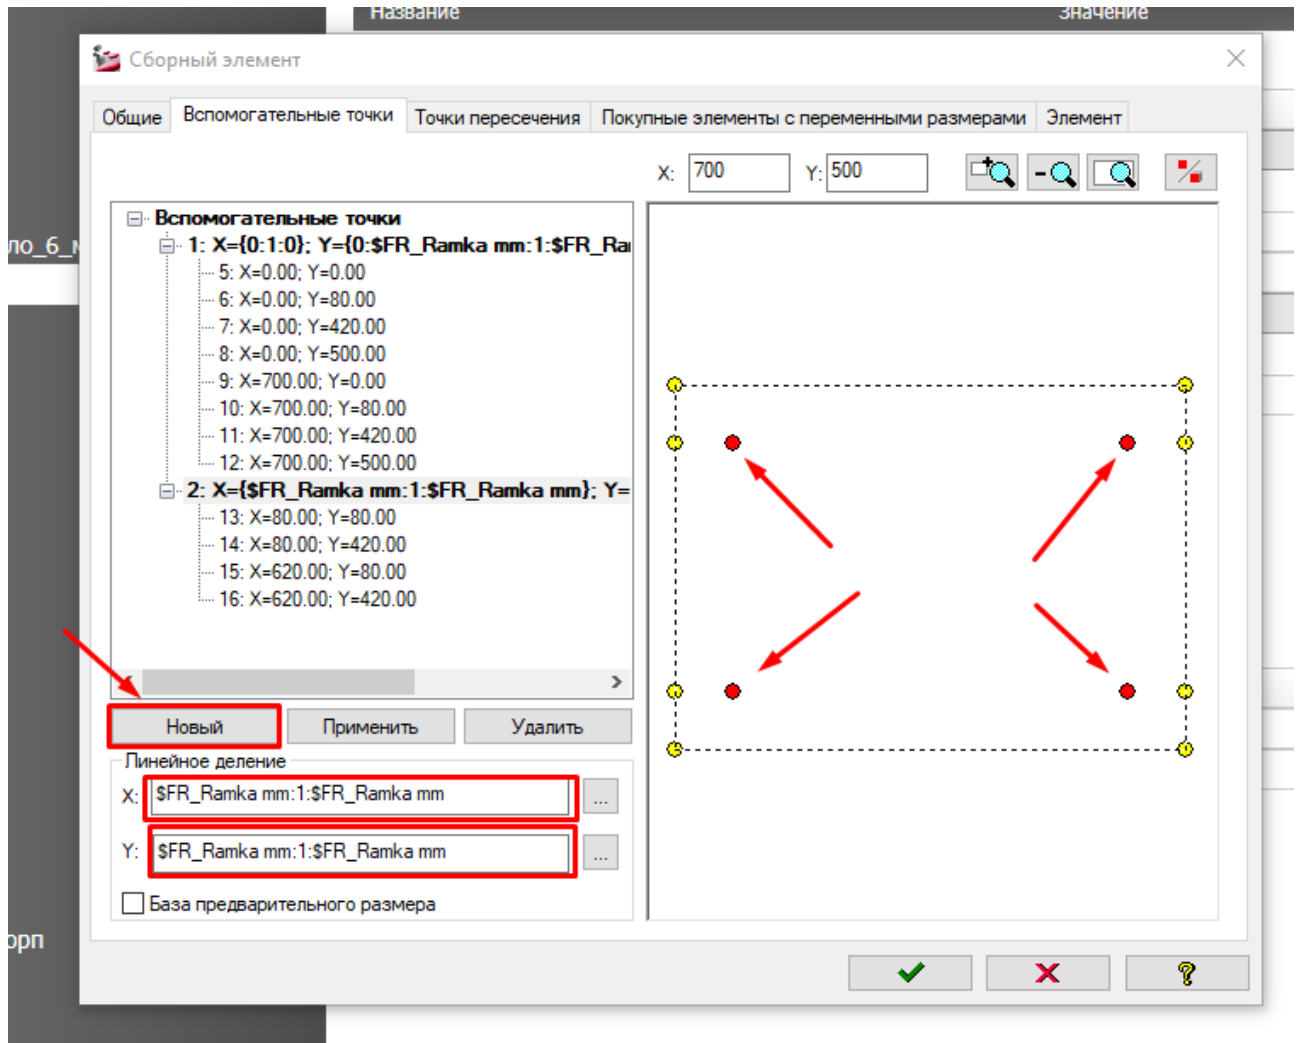 Название
Значение
Сборный элемент
Общие
Вспомогательные точки
Точки пересечения
Покупные элементы с переменными размерами
Элемент
X: 700
Y: 500
Вспомогательные точки
1: X={0:1:0}; Y={0:$FR_Ramka mm:1:$FR_Ra
5: X=0.00; Y=0.00
6: X=0.00; Y=80.00
7: X=0.00; Y=420.00
8: X=0.00; Y=500.00
9: X=700.00; Y=0.00
10: X=700.00; Y=80.00
11: X=700.00; Y=420.00
12: X=700.00; Y=500.00
2: X={$FR_Ramka mm:1:$FR_Ramka mm}; Y=
13: X=80.00; Y=80.00
14: X=80.00; Y=420.00
15: X=620.00; Y=80.00
16: X=620.00; Y=420.00
Новый
Применить
Удалить
Линейное деление
X: $FR_Ramka mm:1:$FR_Ramka mm ...
Y: $FR_Ramka mm:1:$FR_Ramka mm ...
База предварительного размера
орп